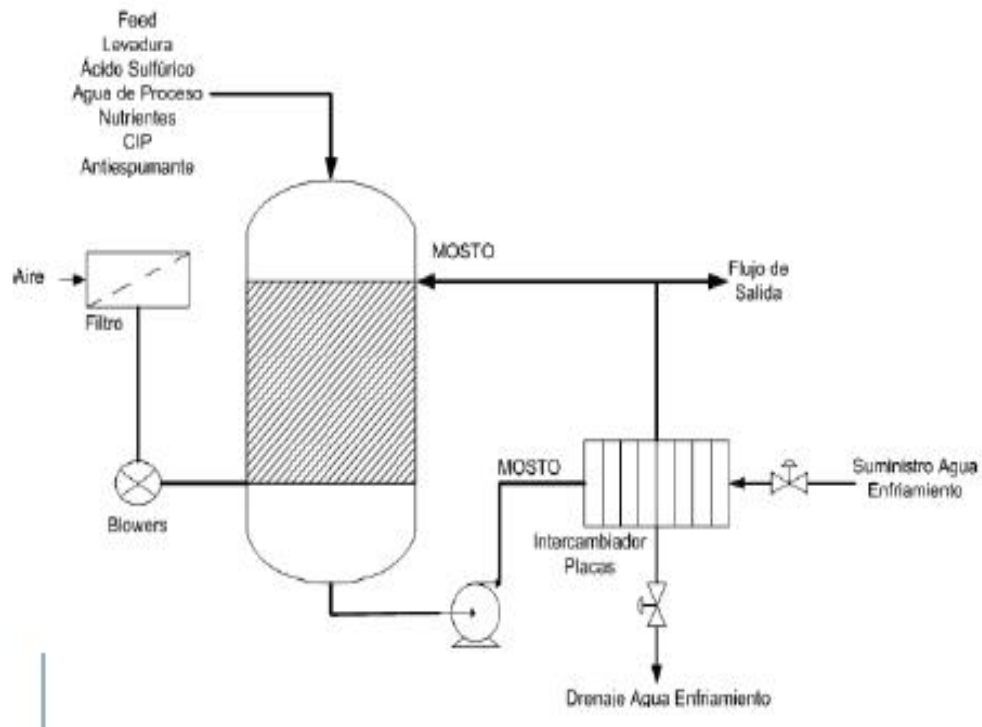 Feed
Levadura
Ácido Sulfúrico
Agua de Proceso
Nutrientes
CIP
Antiespumante
MOSTO
Aire
Flujo de
Salida
Filtro
MOSTO
Suministro Agua
Enfriamiento
Blowers
Intercambiador
Placas
Drenaje Agua Enfriamiento